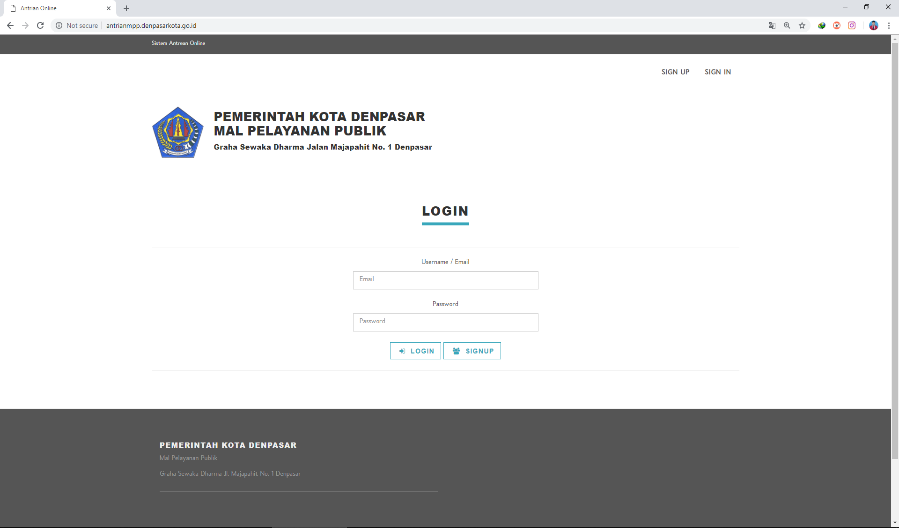 Antrian Online
Not secure | antrianmpp.denpasarkota.go.id
Sistem Antrean Online
SIGN UP SIGN IN
PEMERINTAH KOTA DENPASAR
MAL PELAYANAN PUBLIK
Graha Sewaka Dharma Jalan Majapahit No. 1 Denpasar
LOGIN
Username / Email
Email
Password
Password
LOGIN SIGNUP
PEMERINTAH KOTA DENPASAR
Mal Pelayanan Publik
Graha Sewaka Dharma Jl. Majapahit No. 1 Denpasar